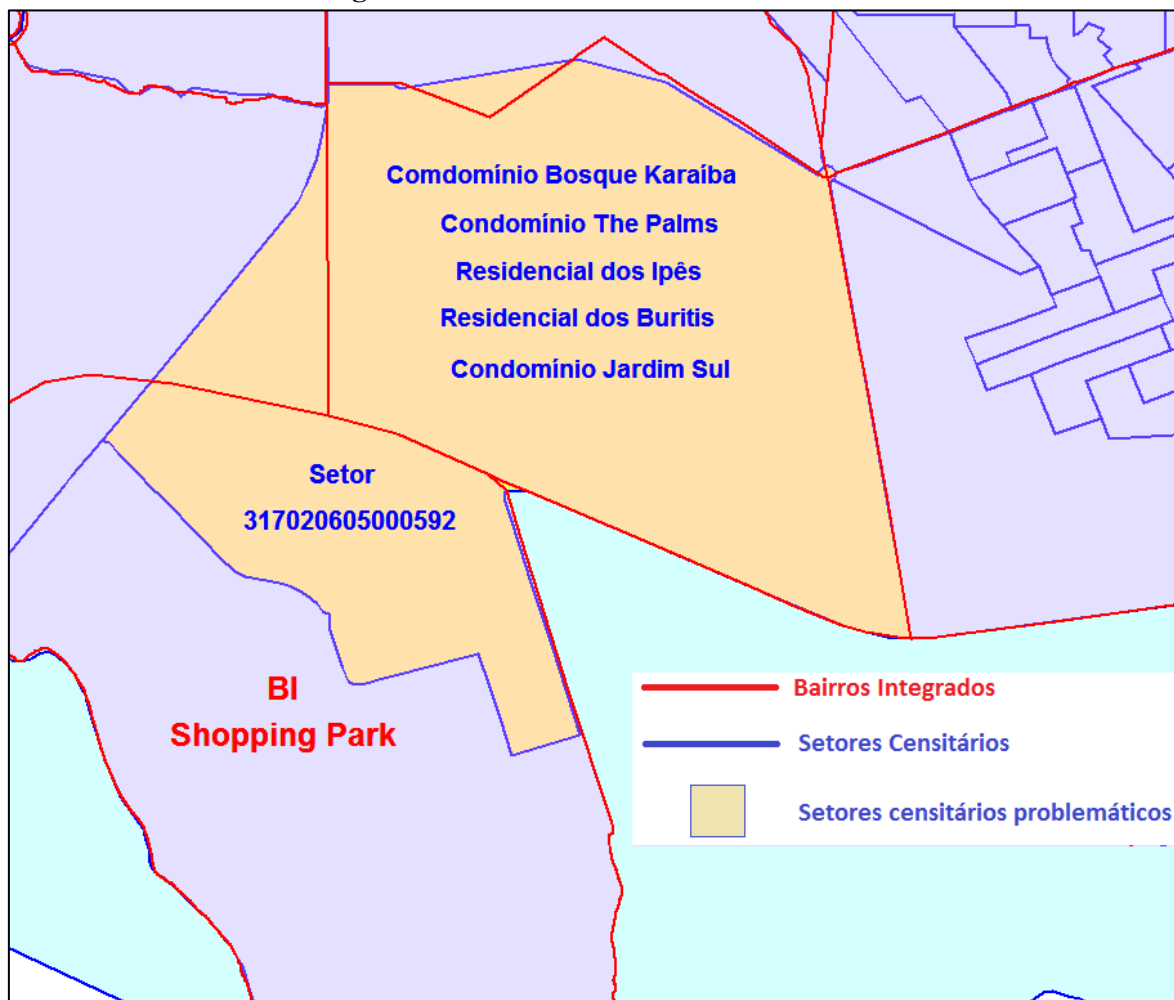 Comdomínio Bosque Karaíba
Condomínio The Palms
Residencial dos Ipês
Residencial dos Buritis
Condomínio Jardim Sul
Setor
317020605000592
BI
Shopping Park
Bairros Integrados
Setores Censitários
Setores censitários problemáticos